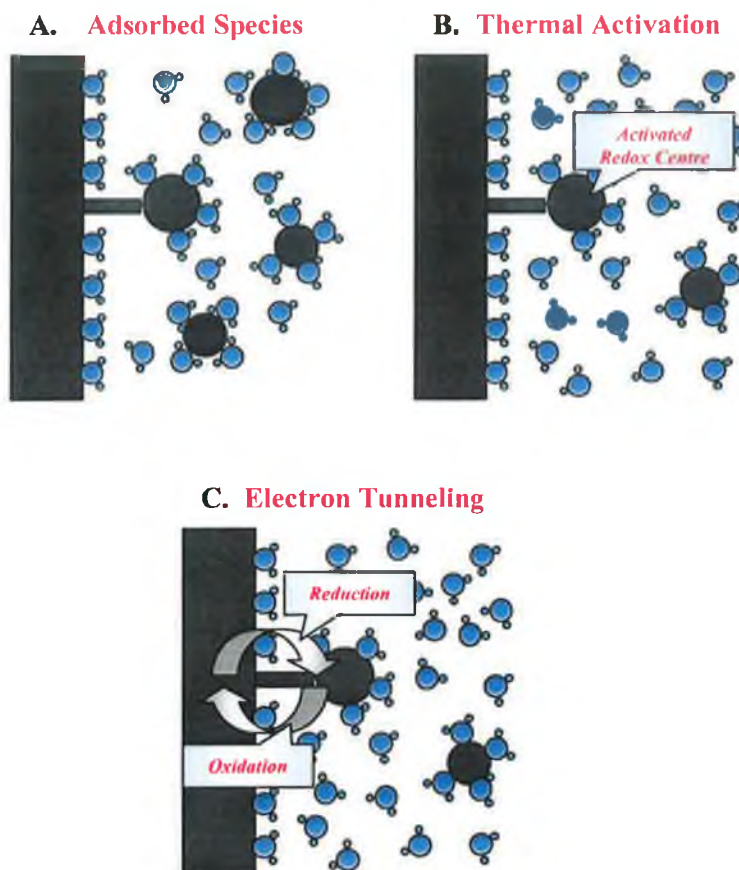 A. Adsorbed Species
B. Thermal Activation
Activated
Redox Centre
C. Electron Tunneling
Reduction
Oxidation